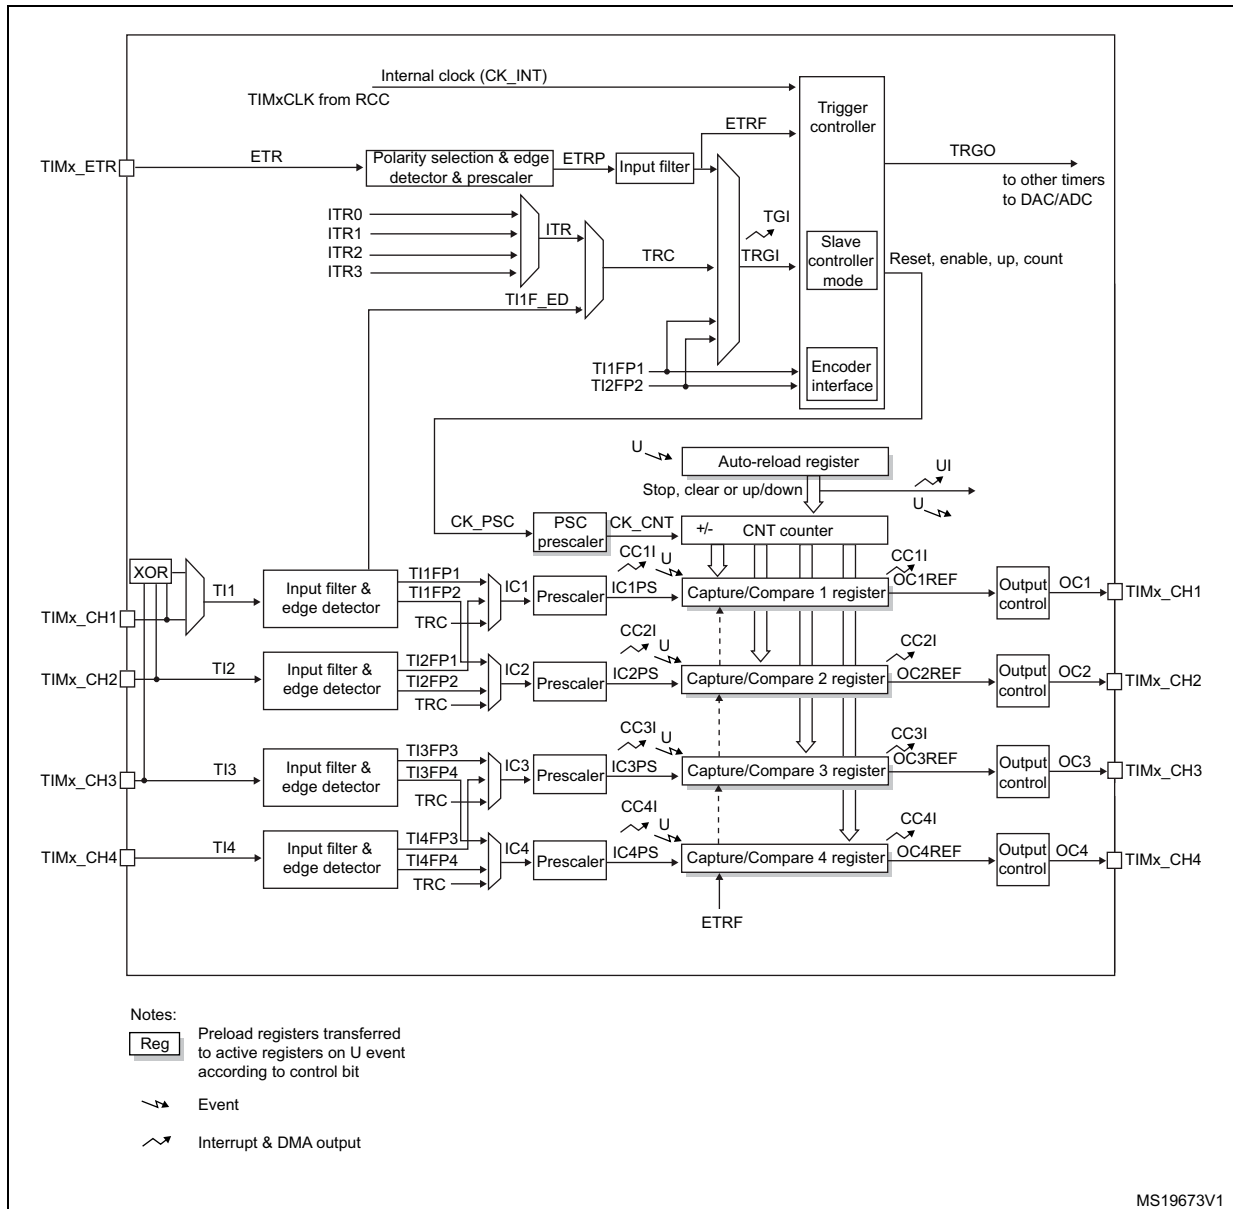 Internal clock (CK_INT)
TIMxCLK from RCC
Trigger
controller
ETRF
TIMx_ETR
ETR
Polarity selection & edge
detector & prescaler
ETRP
Input filter
TRGO
to other timers
to DAC/ADC
ITR0
ITR1
ITR2
ITR3
ITR
TRC
TGI
TRGI
Slave
controller
mode
Reset, enable, up, count
TI1F_ED
TI1FP1
TI2FP2
Encoder
interface
U
Auto-reload register
UI
Stop, clear or up/down
U
CK_PSC
PSC
prescaler
CK_CNT
+/-
CNT counter
XOR
TI1
Input filter &
edge detector
TI1FP1
TI1FP2
TRC
IC1
Prescaler
CC1I
U
IC1PS
Capture/Compare 1 register
CC1I
OC1REF
Output
control
OC1
TIMx_CH1
TIMx_CH1
TIMx_CH2
TI2
Input filter &
edge detector
TI2FP1
TI2FP2
TRC
IC2
Prescaler
CC2I
U
IC2PS
Capture/Compare 2 register
CC2I
OC2REF
Output
control
OC2
TIMx_CH2
TIMx_CH3
TI3
Input filter &
edge detector
TI3FP3
TI3FP4
TRC
IC3
Prescaler
CC3I
U
IC3PS
Capture/Compare 3 register
CC3I
OC3REF
Output
control
OC3
TIMx_CH3
TIMx_CH4
TI4
Input filter &
edge detector
TI4FP3
TI4FP4
TRC
IC4
Prescaler
CC4I
U
IC4PS
Capture/Compare 4 register
CC4I
OC4REF
Output
control
OC4
TIMx_CH4
ETRF
Notes:
Reg
Preload registers transferred
to active registers on U event
according to control bit
Event
Interrupt & DMA output
MS19673V1